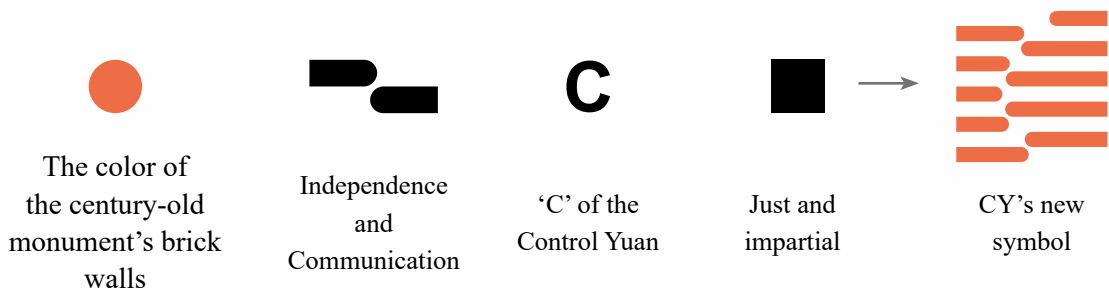 The color of
the century-old
monument's brick
walls
Independence
and
Communication
C
‘C’ of the
Control Yuan
Just and
impartial
CY’s new
symbol